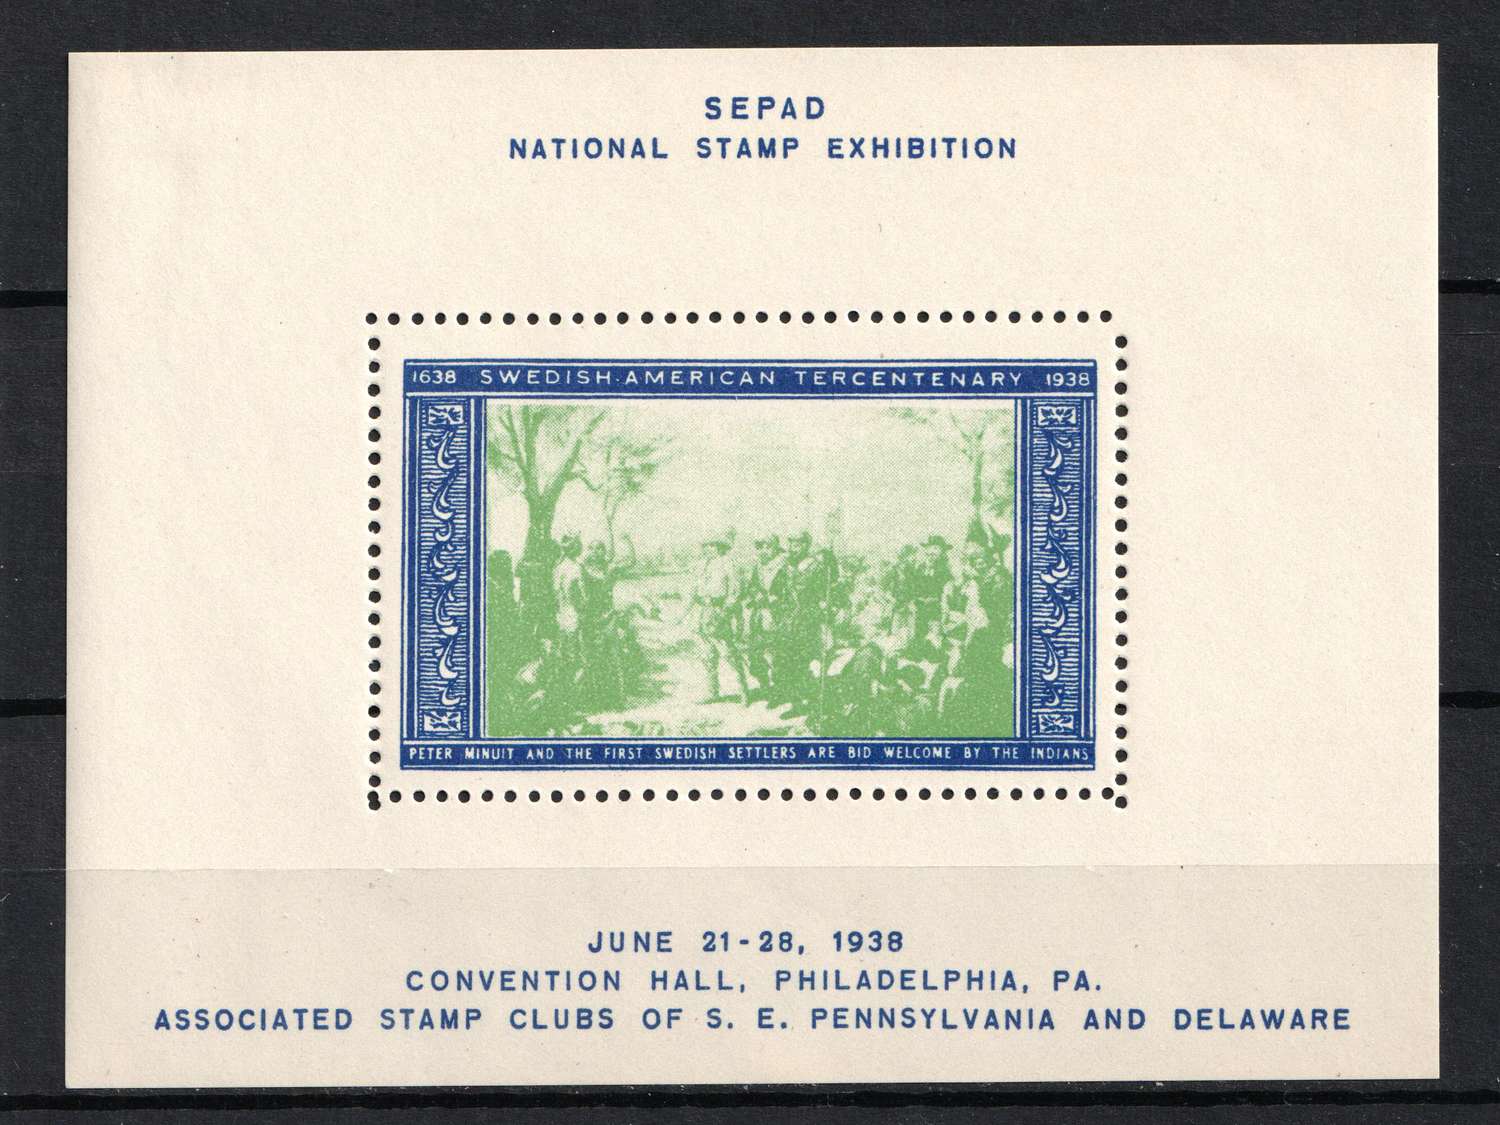 SEPAD
NATIONAL STAMP EXHIBITION
1638 SWEDISH-AMERICAN TERCENTENARY 1938
PETER MINUIT AND THE FIRST SWEDISH SETTLERS ARE BID WELCOME BY THE INDIANS
JUNE 21-28, 1938
CONVENTION HALL, PHILADELPHIA, PA.
ASSOCIATED STAMP CLUBS OF S. E. PENNSYLVANIA AND DELAWARE